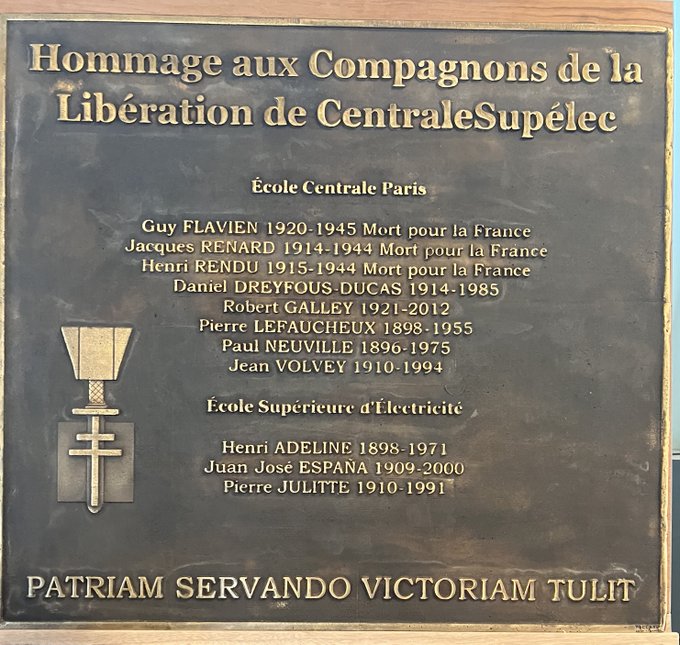 Hommage aux Compagnons de la
Libération de CentraleSupélec
École Centrale Paris
Guy FLAVIEN 1920-1945 Mort pour la France
Jacques RENARD 1914-1944 Mort pour la France
Henri RENDU 1915-1944 Mort pour la France
Daniel DREYFOUS-DUCAS 1914-1985
Robert GALLEY 1921-2012
Pierre LEFAUCHEUX 1898-1955
Paul NEUVILLE 1896-1975
Jean VOLVEY 1910-1994
École Supérieure d'Électricité
Henri ADELINE 1898-1971
Juan José ESPAÑA 1909-2000
Pierre JULITTE 1910-1991
PATRIAM SERVANDO VICTORIAM TULIT